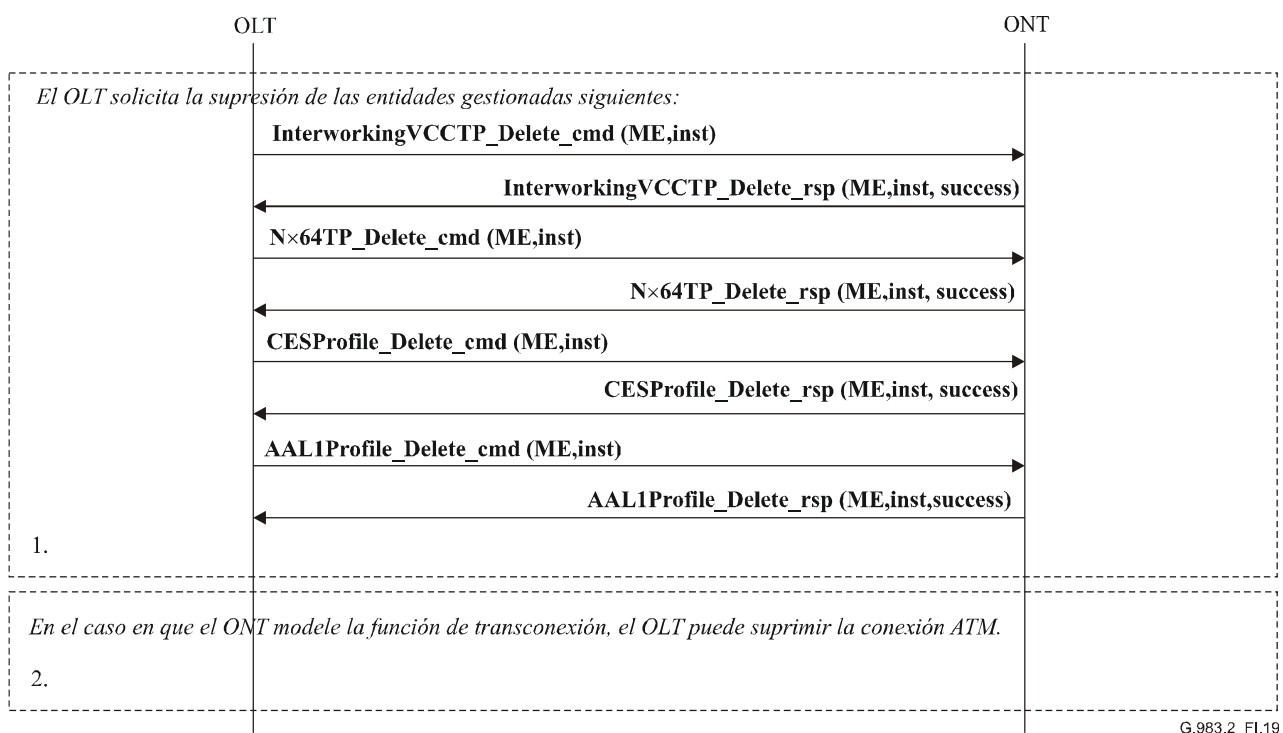 OLT
ONT
El OLT solicita la supresión de las entidades gestionadas siguientes:
InterworkingVCCTP_Delete_cmd (ME,inst)
InterworkingVCCTP_Delete_rsp (ME,inst, success)
N×64TP_Delete_cmd (ME,inst)
N×64TP_Delete_rsp (ME,inst, success)
CESProfile_Delete_cmd (ME,inst)
CESProfile_Delete_rsp (ME,inst, success)
AAL1Profile_Delete_cmd (ME,inst)
AAL1Profile_Delete_rsp (ME,inst,success)
1.
En el caso en que el ONT modele la función de transconexión, el OLT puede suprimir la conexión ATM.
2.
G.983.2_FI.19